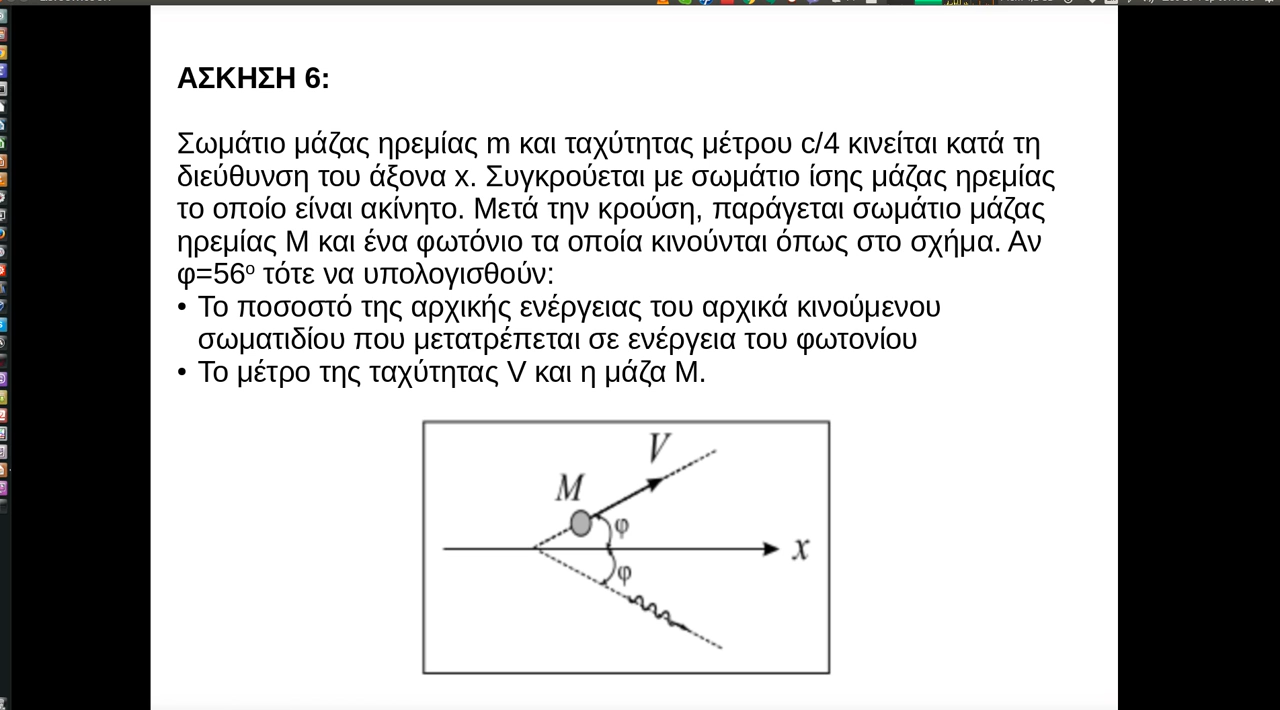 ΑΣΚΗΣΗ 6:
Σωμάτιο μάζας ηρεμίας m και ταχύτητας μέτρου c/4 κινείται κατά τη
διεύθυνση του άξονα x. Συγκρούεται με σωμάτιο ίσης μάζας ηρεμίας
το οποίο είναι ακίνητο. Μετά την κρούση, παράγεται σωμάτιο μάζας
ηρεμίας Μ και ένα φωτόνιο τα οποία κινούνται όπως στο σχήμα. Αν
φ=56º τότε να υπολογισθούν:
• Το ποσοστό της αρχικής ενέργειας του αρχικά κινούμενου
σωματιδίου που μετατρέπεται σε ενέργεια του φωτονίου
• Το μέτρο της ταχύτητας V και η μάζα Μ.
V
M
φ
x
φ